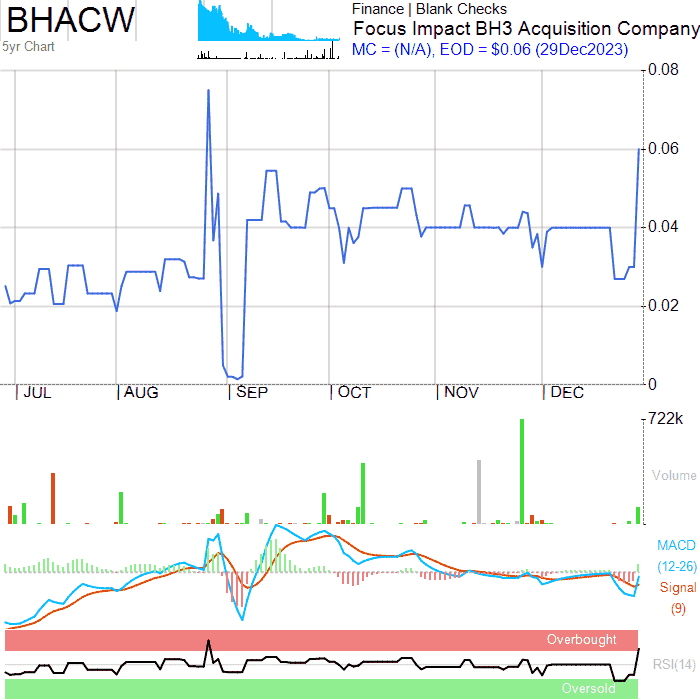 BHACW
5yr Chart
Finance | Blank Checks
Focus Impact BH3 Acquisition Company
MC = (N/A), EOD = $0.06 (29Dec2023)
0.08
0.06
0.04
0.02
0
JUL AUG SEP OCT NOV DEC
722k
Volume
MACD
(12-26)
Signal
(9)
Overbought
RSI(14)
Oversold